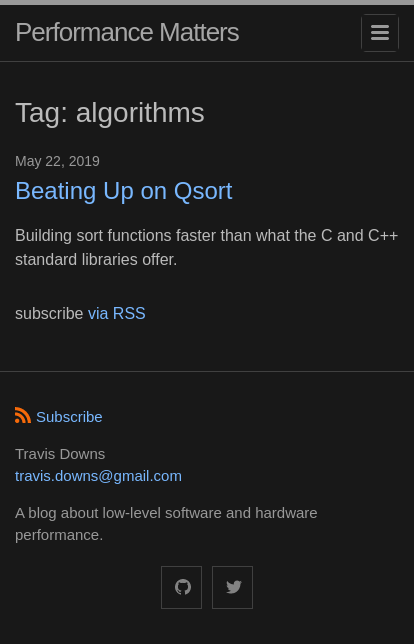 Performance Matters
Tag: algorithms
May 22, 2019
Beating Up on Qsort
Building sort functions faster than what the C and C++
standard libraries offer.
subscribe via RSS
Subscribe
Travis Downs
travis.downs@gmail.com
A blog about low-level software and hardware
performance.